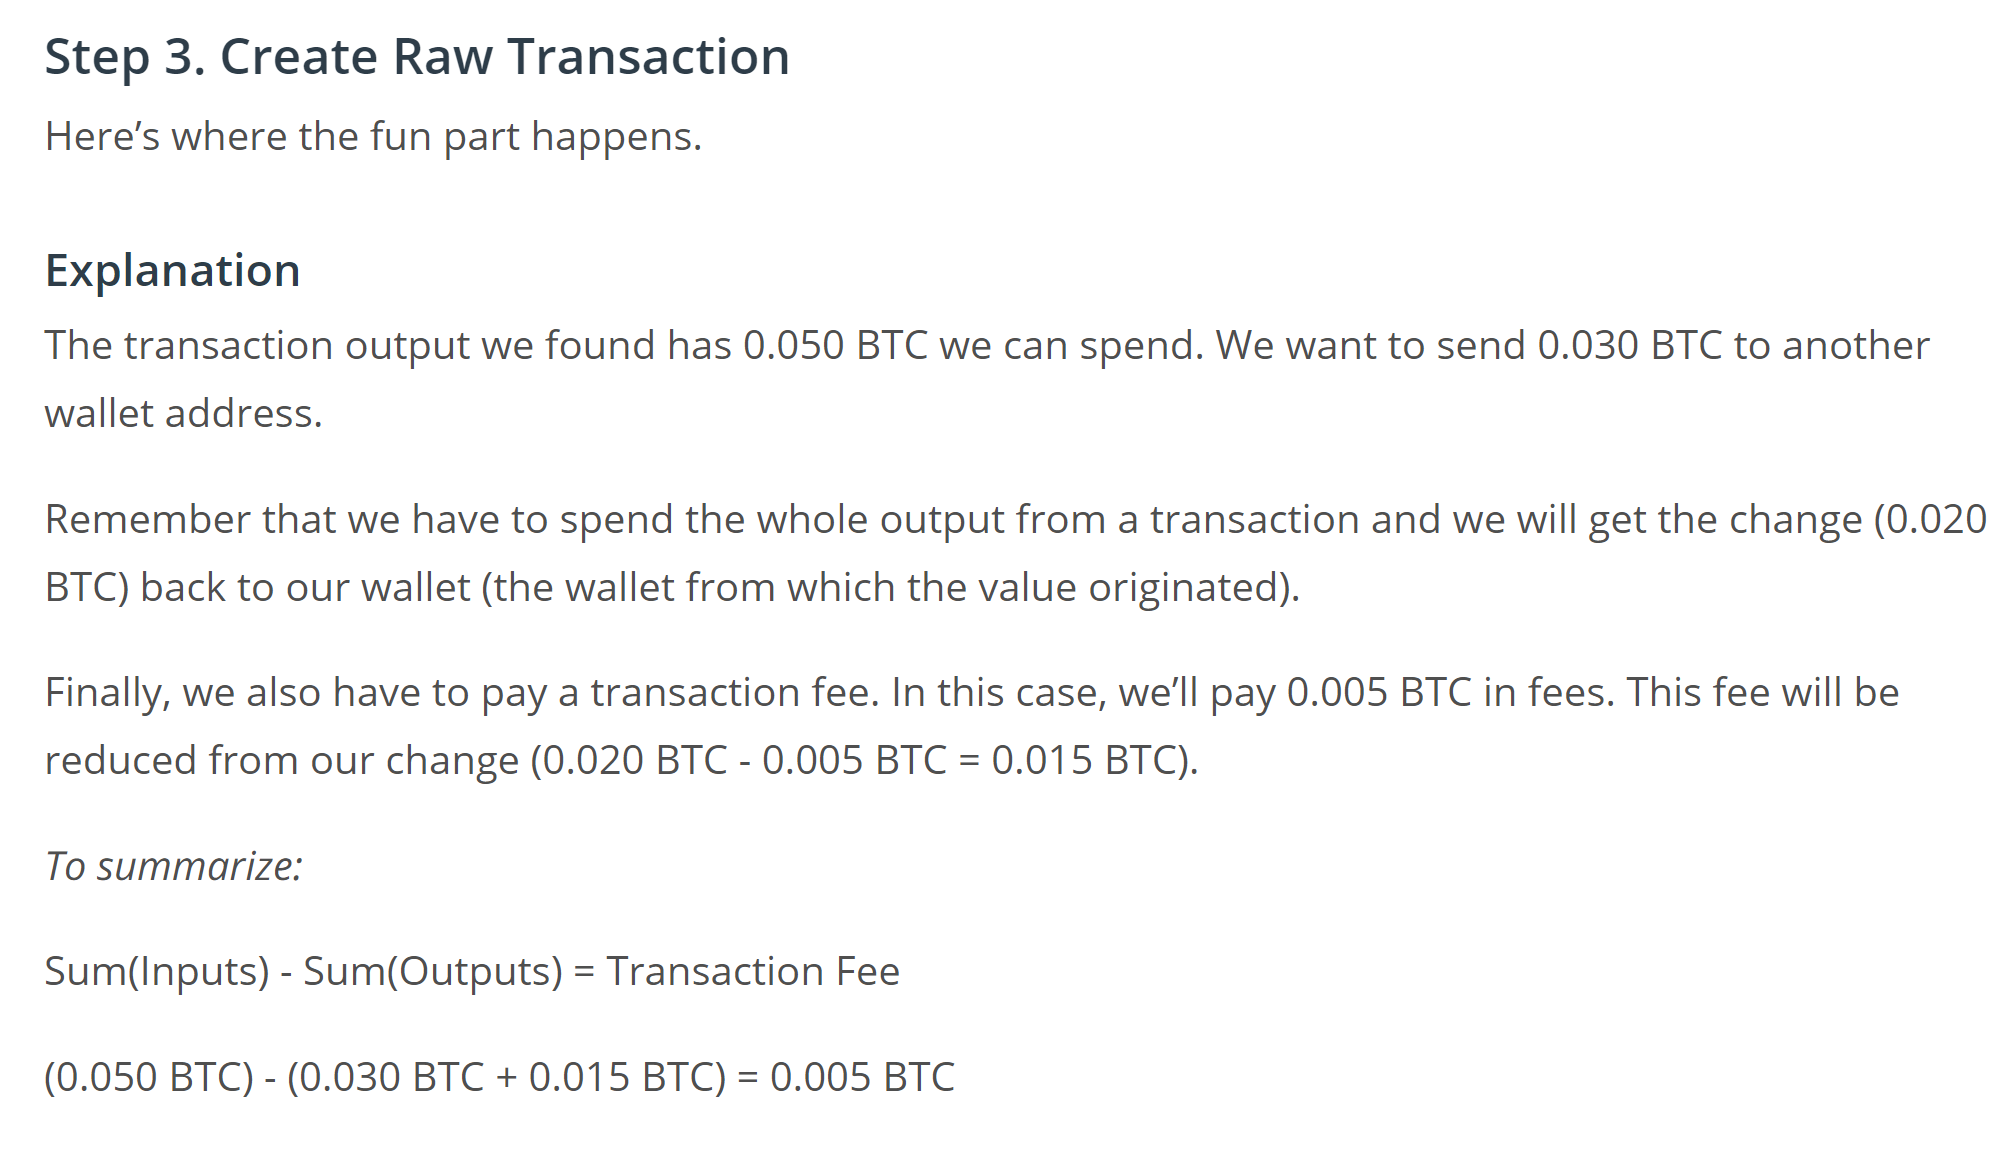 Step 3. Create Raw Transaction
Here’s where the fun part happens.
Explanation
The transaction output we found has 0.050 BTC we can spend. We want to send 0.030 BTC to another
wallet address.
Remember that we have to spend the whole output from a transaction and we will get the change (0.020
BTC) back to our wallet (the wallet from which the value originated).
Finally, we also have to pay a transaction fee. In this case, we’ll pay 0.005 BTC in fees. This fee will be
reduced from our change (0.020 BTC - 0.005 BTC = 0.015 BTC).
To summarize:
Sum(Inputs) - Sum(Outputs) = Transaction Fee
(0.050 BTC) - (0.030 BTC + 0.015 BTC) = 0.005 BTC